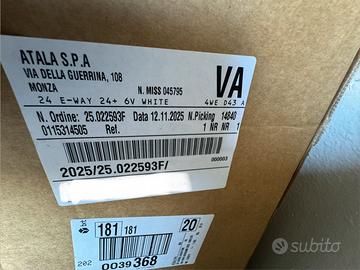 ATALA S.P.A
VIA DELLA GUERRINA, 108
MONZA
N. MISS 045795
VA
24 E-WAY 24+ 6V WHITE
4WE D43 A
N. Ordine: 25.022593F Data 12.11.2025 N.Picking 14840
0115314505 Ref. 1 NR NR 1
000003
2025/25.022593F/
181 181
20
202 0039368
subito